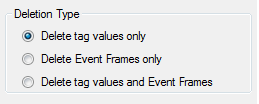 Deletion Type
Delete tag values only
Delete Event Frames only
Delete tag values and Event Frames